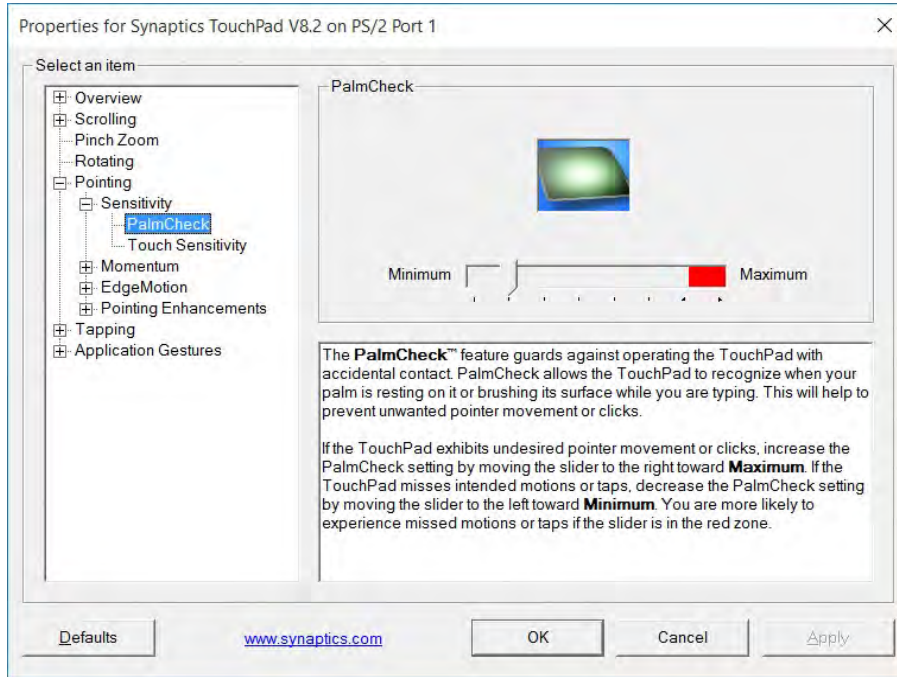 Properties for Synaptics TouchPad V8.2 on PS/2 Port 1
Select an item
Overview
Scrolling
Pinch Zoom
Rotating
Pointing
Sensitivity
PalmCheck
Touch Sensitivity
Momentum
EdgeMotion
Pointing Enhancements
Tapping
Application Gestures
PalmCheck
Minimum
Maximum
The PalmCheck™ feature guards against operating the TouchPad with
accidental contact. PalmCheck allows the TouchPad to recognize when your
palm is resting on it or brushing its surface while you are typing. This will help to
prevent unwanted pointer movement or clicks.
If the TouchPad exhibits undesired pointer movement or clicks, increase the
PalmCheck setting by moving the slider to the right toward Maximum. If the
TouchPad misses intended motions or taps, decrease the PalmCheck setting
by moving the slider to the left toward Minimum. You are more likely to
experience missed motions or taps if the slider is in the red zone.
Defaults
www.synaptics.com
OK
Cancel
Apply